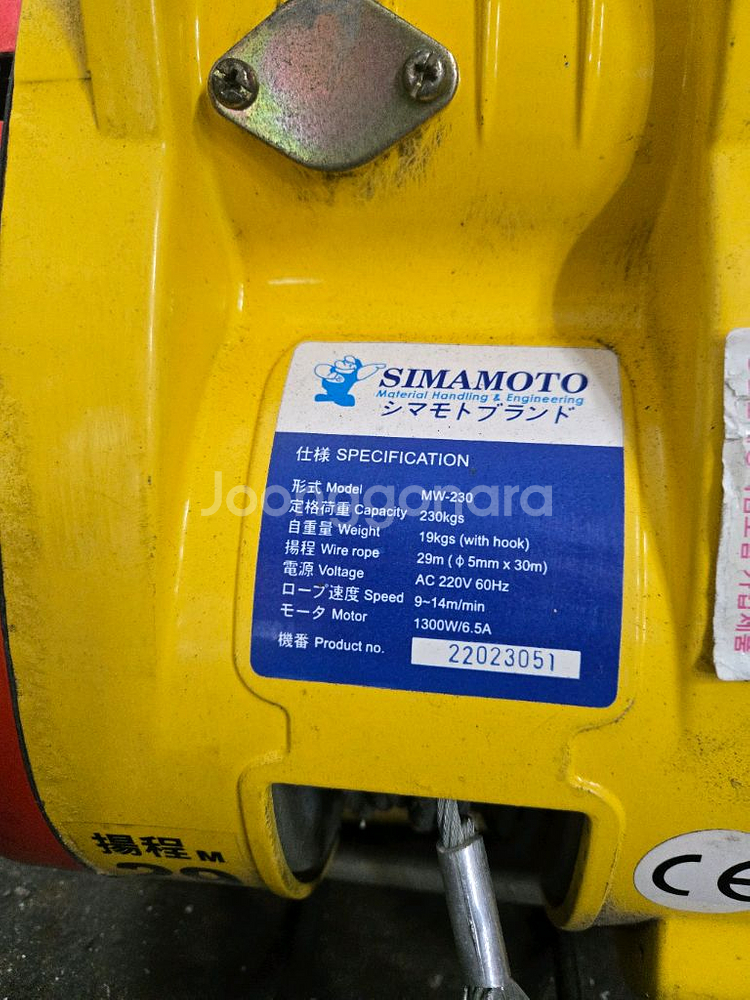 SIMAMOTO
Material Handling & Engineering
シマモトブランド
仕様 SPECIFICATION
形式 Model MW-230
定格荷重 Capacity 230kgs
自重量 Weight 19kgs (with hook)
揚程 Wire rope 29m (φ5mm x 30m)
電源 Voltage AC 220V 60Hz
ロープ速度 Speed 9~14m/min
モータ Motor 1300W/6.5A
機番 Product no. 22023051
Joonggonara
揚程 M
CE